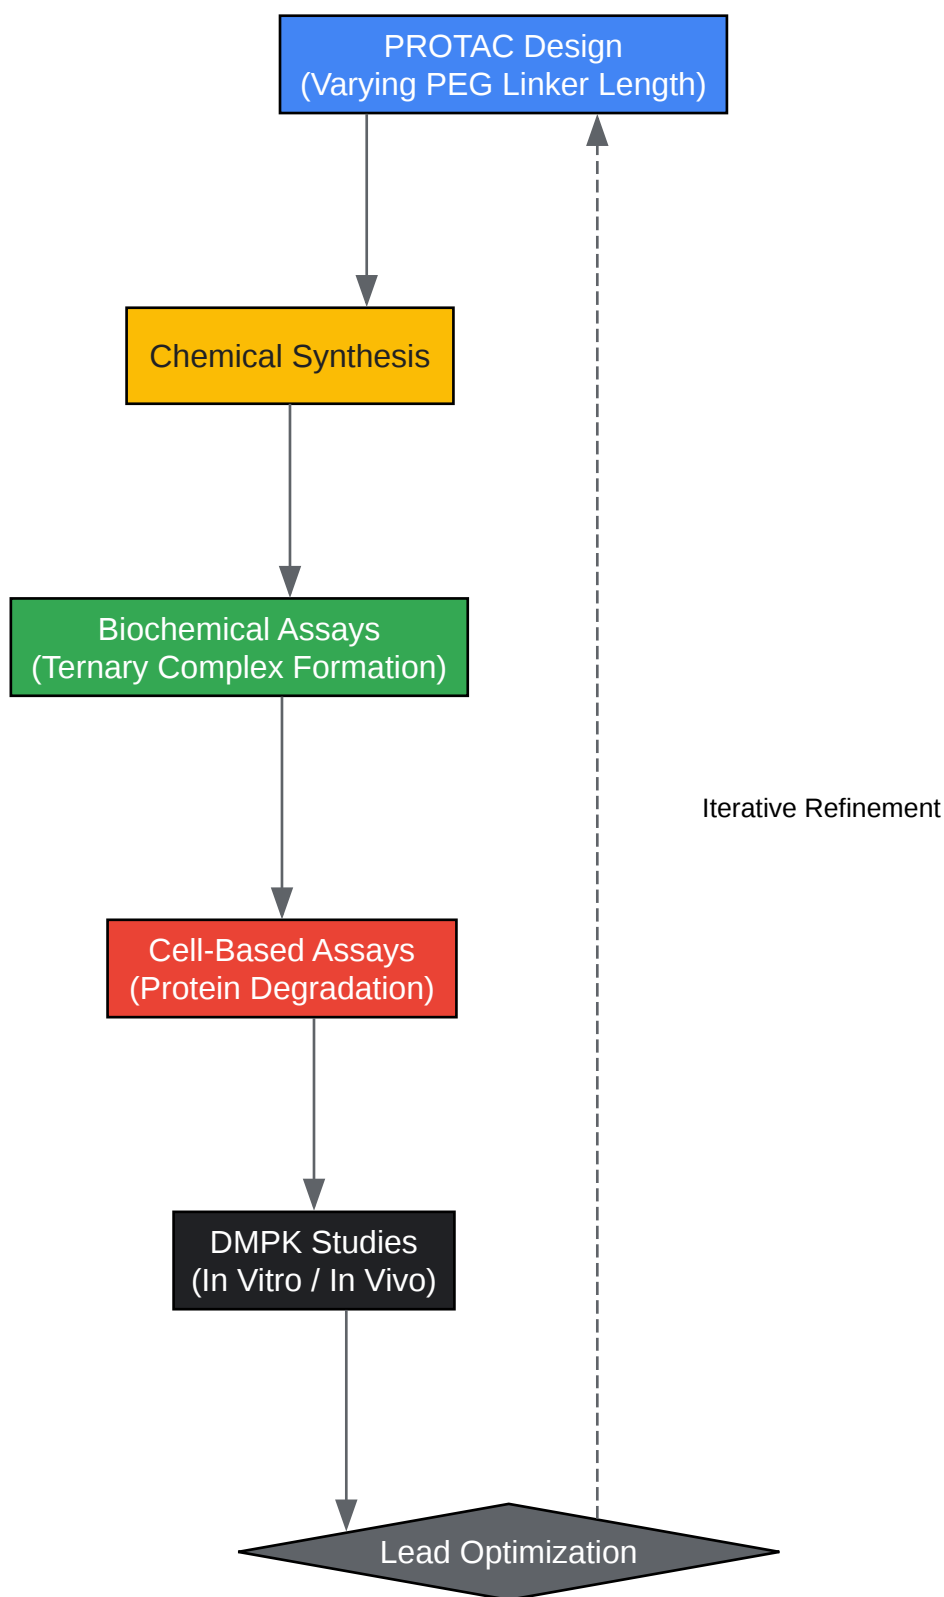 PROTAC Design
(Varying PEG Linker Length)
Chemical Synthesis
Biochemical Assays
(Ternary Complex Formation)
Iterative Refinement
Cell-Based Assays
(Protein Degradation)
DMPK Studies
(In Vitro / In Vivo)
Lead Optimization